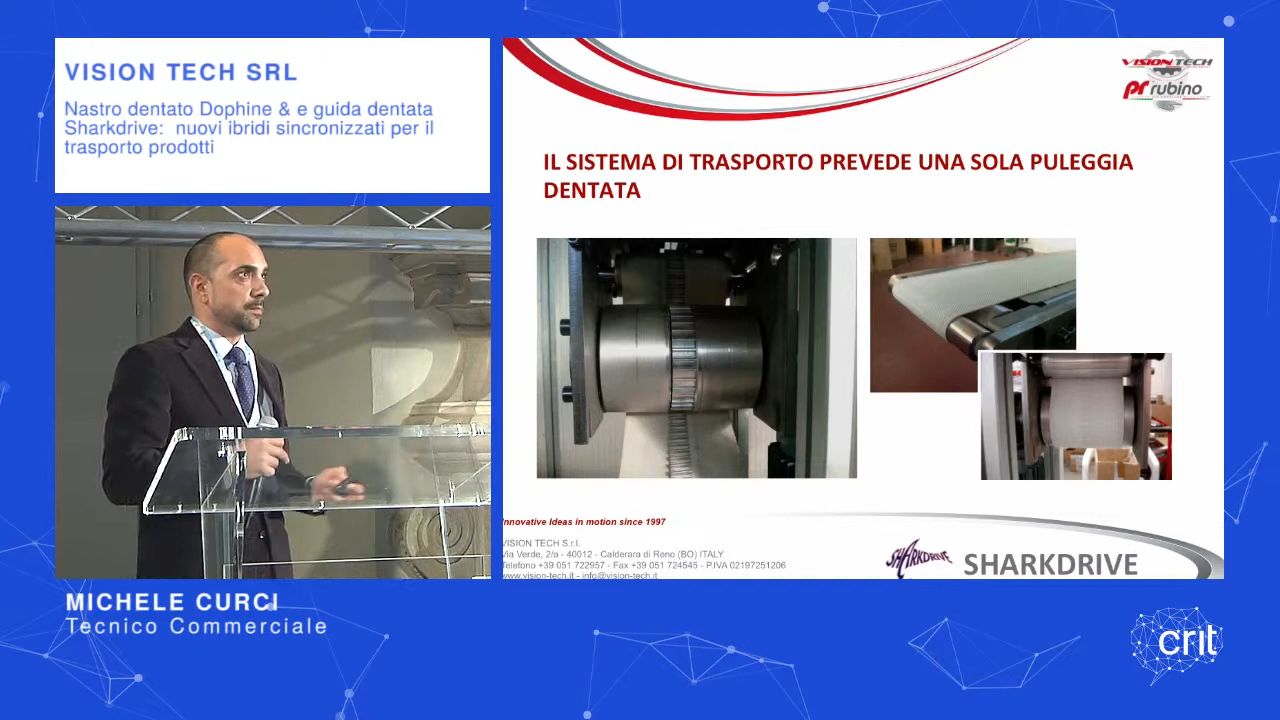 VISION TECH SRL
Nastro dentato Dophine & e guida dentata
Sharkdrive: nuovi ibridi sincronizzati per il
trasporto prodotti
VISION TECH
pr rubino
IL SISTEMA DI TRASPORTO PREVEDE UNA SOLA PULEGGIA
DENTATA
Innovative Ideas in motion since 1997
VISION TECH S.r.l.
Via Verde, 2/a - 40012 - Calderara di Reno (BO) ITALY
Telefono +39 051 722957 - Fax +39 051 724545 - P.IVA 02197251206
www.vision-tech.it - info@vision-tech.it
SHARKDRIVE
SHARKDRIVE
MICHELE CURCI
Tecnico Commerciale
crit